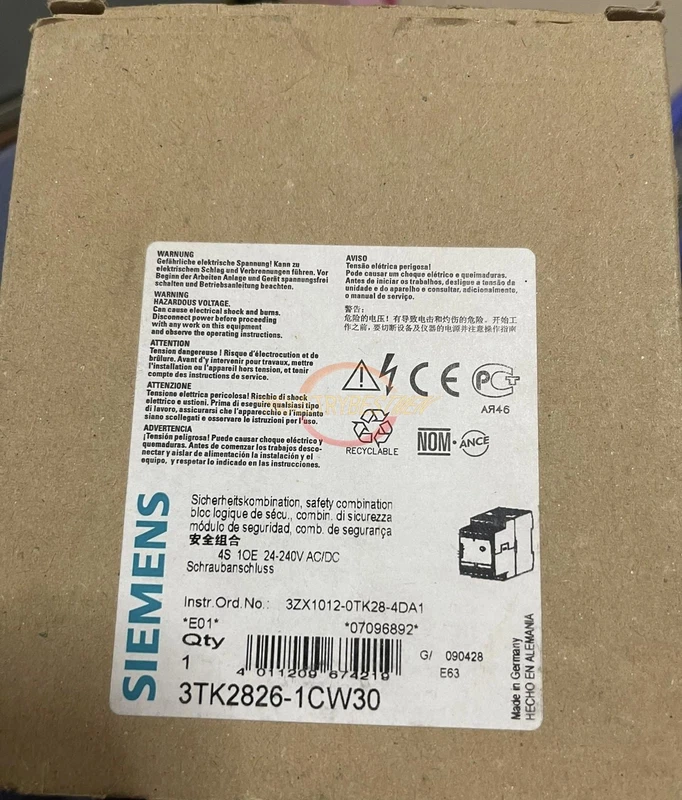 WARNUNG
Gefährliche elektrische Spannung! Kann zu
elektrischem Schlag und Verbrennungen führen. Vor
Beginn der Arbeiten Anlage und Gerät spannungsfrei
schalten und Betriebsanleitung beachten.
WARNING
HAZARDOUS VOLTAGE.
Can cause electrical shock and burns.
Disconnect power before proceeding
with any work on this equipment
and observe the operating instructions.
ATTENTION
Tension dangereuse ! Risque d'électrocution et de
brûlure. Avant d'y intervenir pour travaux, mettre
l'installation ou l'appareil hors tension, et tenir
compte des instructions de service.
ATTENZIONE
Tensione elettrica pericolosa! Rischio di shock
elettrico e ustioni. Prima di eseguire qualsiasi tipo
di lavoro, assicurarsi che l'apparecchio e l'impianto
siano scollegati e osservare lo istruzioni per l'uso.
ADVERTENCIA
¡Tensión peligrosa! Puede causar choque eléctrico y
quemaduras. Antes de comenzar los trabajos desco-
nectar y aislar de alimentación la instalación y el
equipo, y respetar lo indicado en las instrucciones.
AVISO
Tensão elétrica perigosa!
Pode causar um choque elétrico e queimaduras.
Antes de iniciar os trabalhos, desligue a tensão da
unidade e do aparelho e consultar, adicionamento,
o manual de serviço.
警告:
危险的电压! 有导致电击和灼伤的危险, 开始工
作之前, 要切断设备及仪器的电源并注意操作指南
CE
РСТ
АЯ46
RECYCLABLE
NOM-ANCE
SIEMENS
Sicherheitskombination, safety combination
bloc logique de sécu., combin. di sicurezza
módulo de seguridad, comb. de segurança
安全组合
4S 1OE 24-240V AC/DC
Schraubanschluss
Instr.Ord.No.: 3ZX1012-0TK28-4DA1
*E01* *07096892*
Qty
1
4 011209 674219
G/ 090428
E63
3TK2826-1CW30
Made in Germany
HECHO EN ALEMANIA